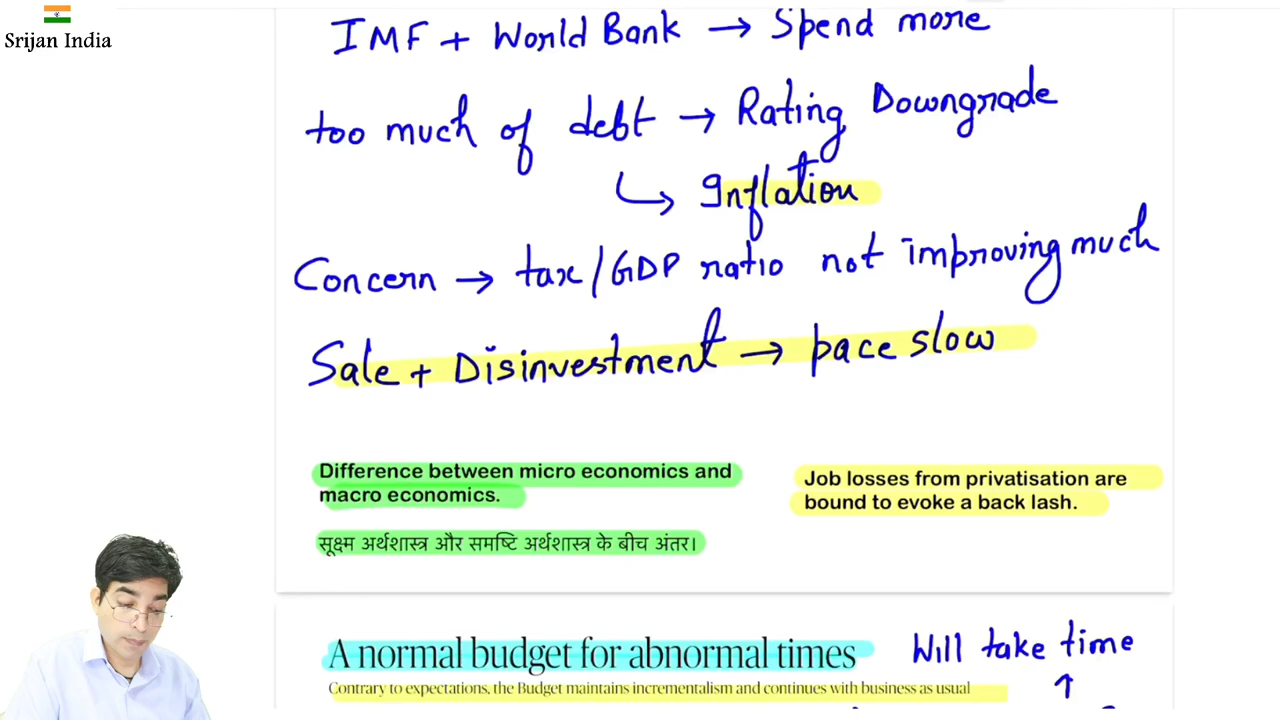 Srijan India
IMF + World Bank → Spend more
too much of debt → Rating Downgrade
↳ Inflation
Concern → tax/GDP ratio not improving much
Sale + Disinvestment → pace slow
Difference between micro economics and
macro economics.
सूक्ष्म अर्थशास्त्र और समष्टि अर्थशास्त्र के बीच अंतर।
Job losses from privatisation are
bound to evoke a back lash.
A normal budget for abnormal times
Contrary to expectations, the Budget maintains incrementalism and continues with business as usual
Will take time
↑